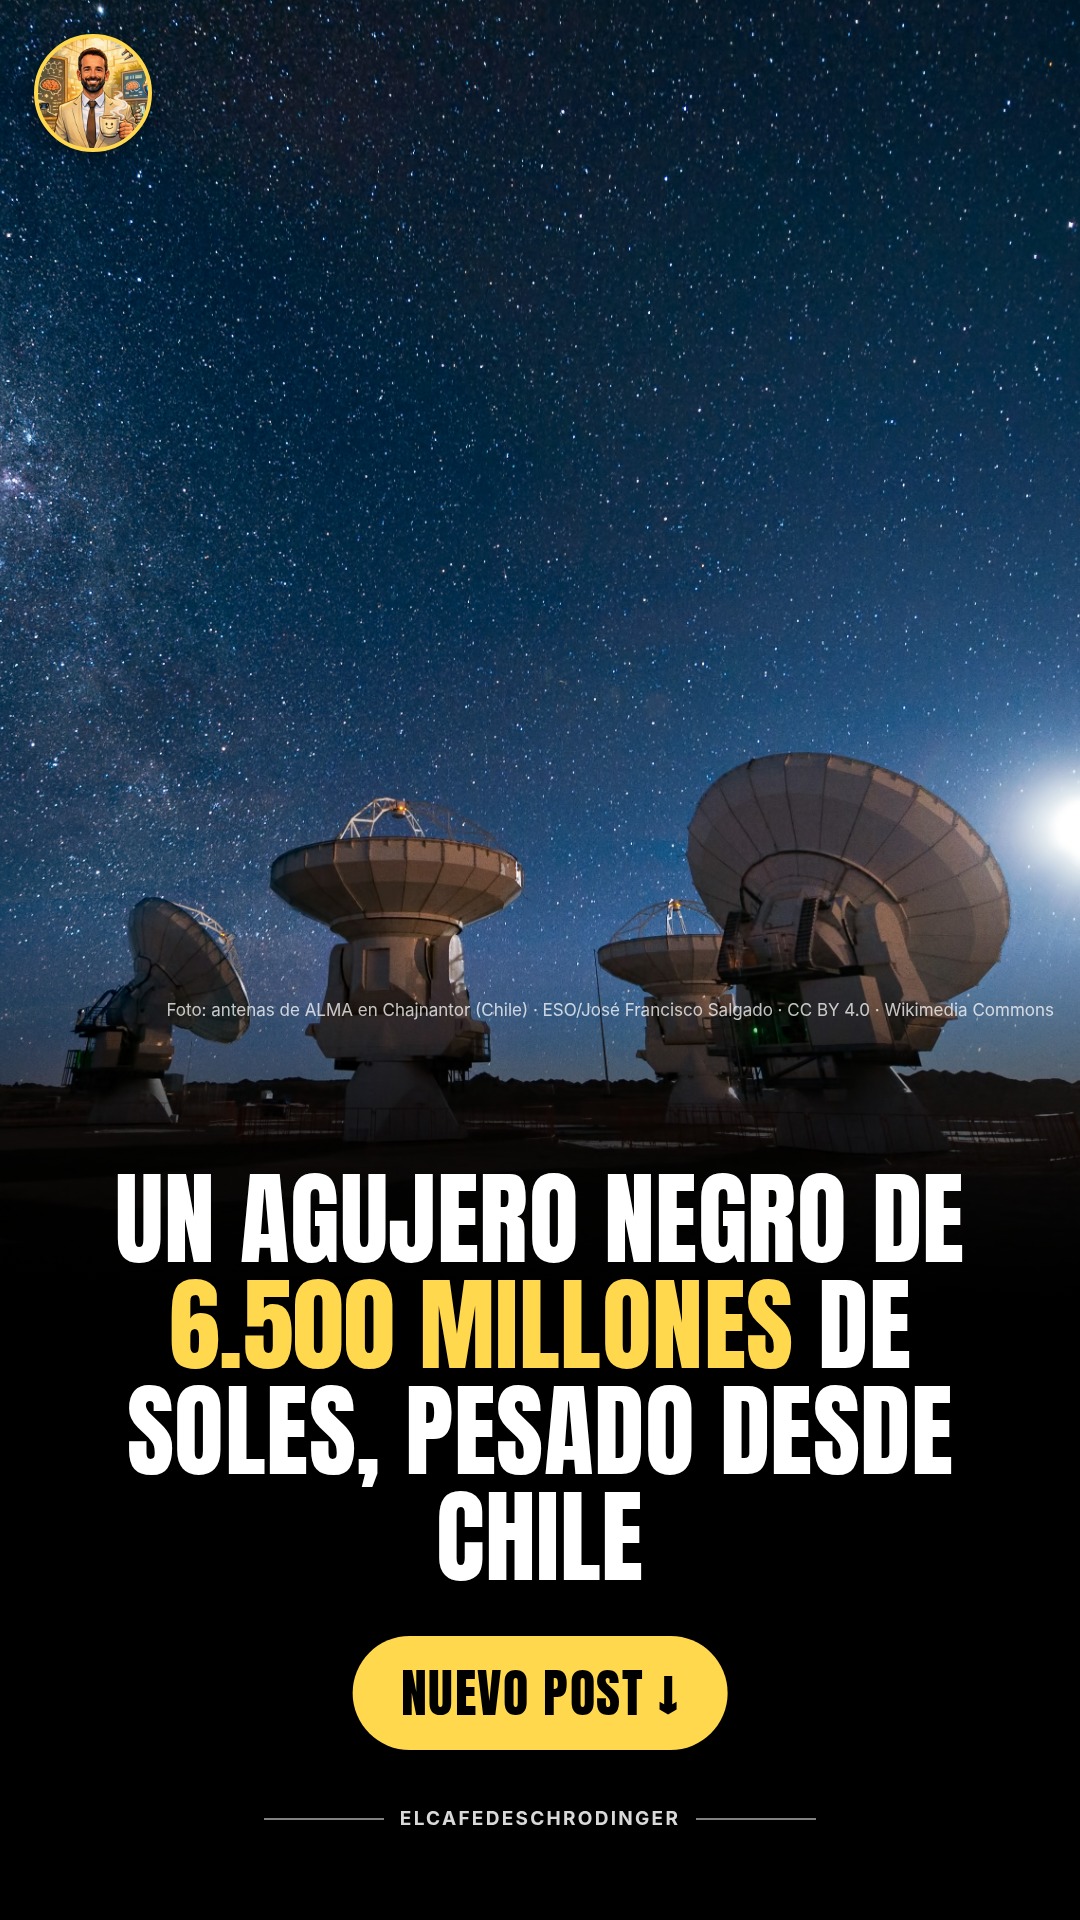 Foto: antenas de ALMA en Chajnantor (Chile) · ESO/José Francisco Salgado · CC BY 4.0 · Wikimedia Commons
UN AGUJERO NEGRO DE
6.500 MILLONES DE
SOLES, PESADO DESDE
CHILE
NUEVO POST ↓
ELCAFEDESCHRODINGER